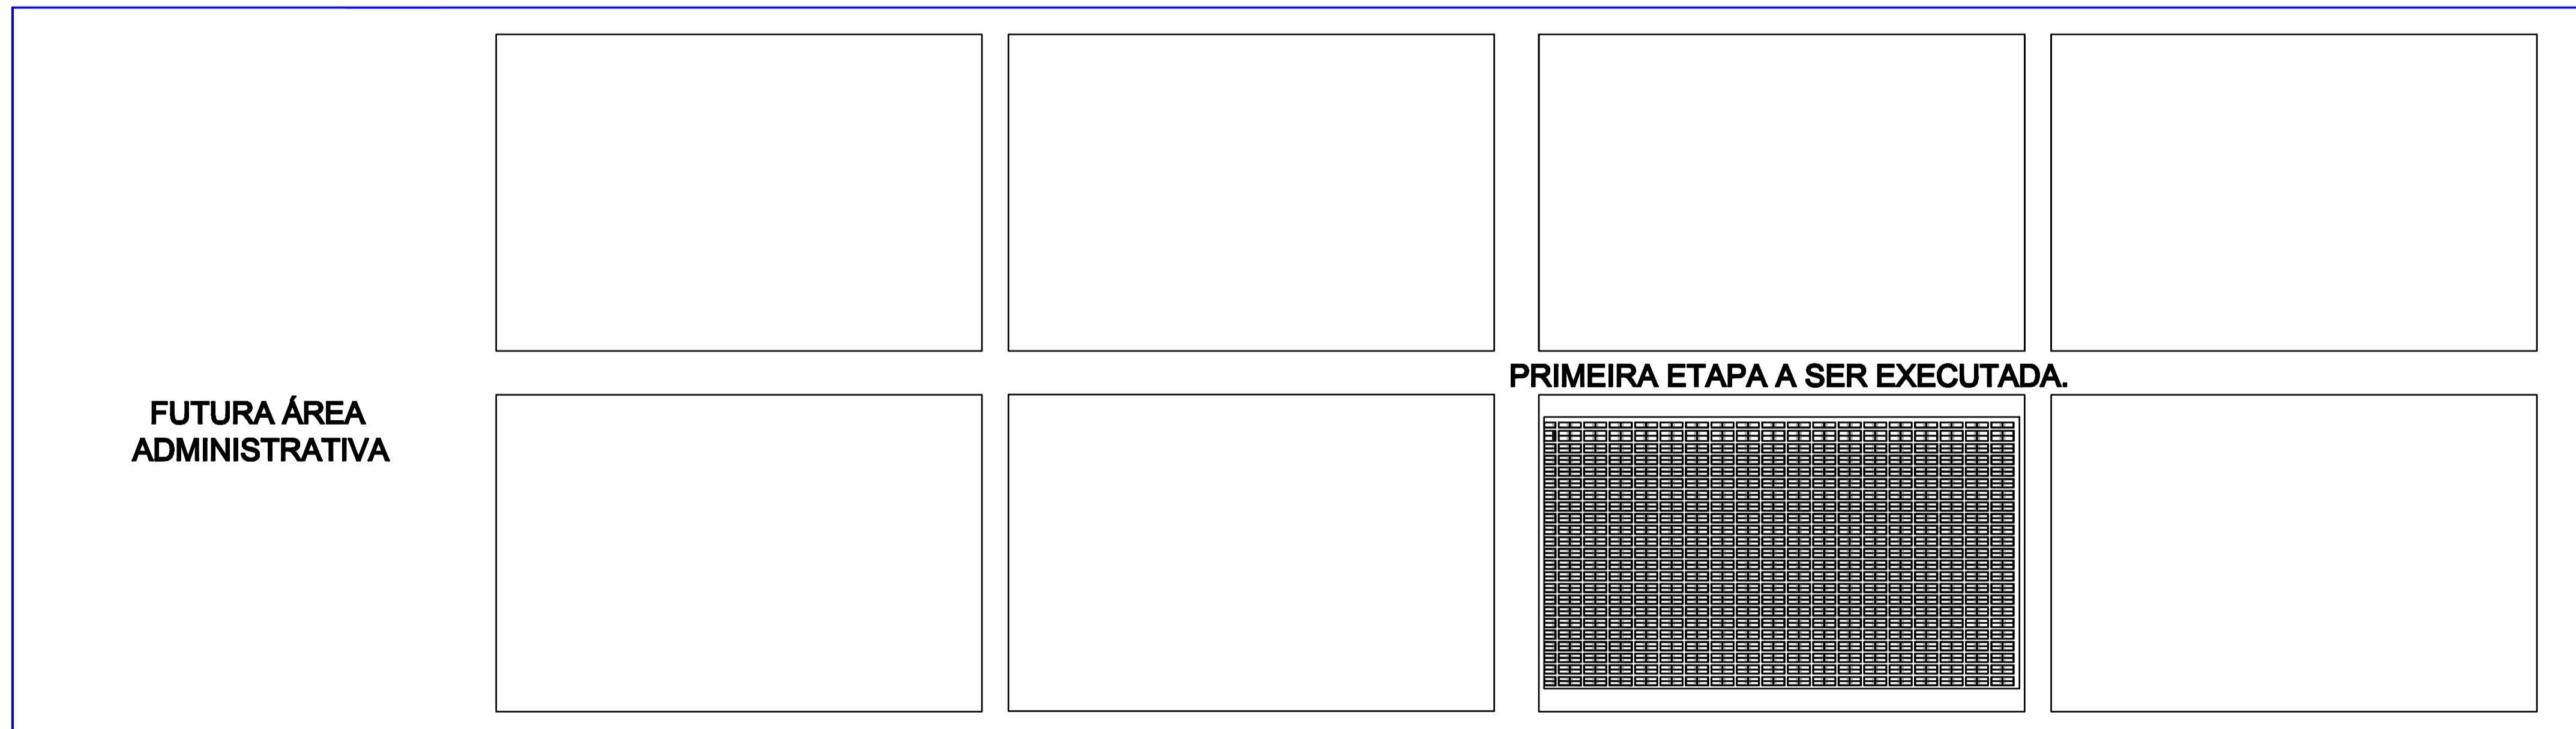 PRIMEIRA ETAPA A SER EXECUTADA.
FUTURA ÁREA
ADMINISTRATIVA